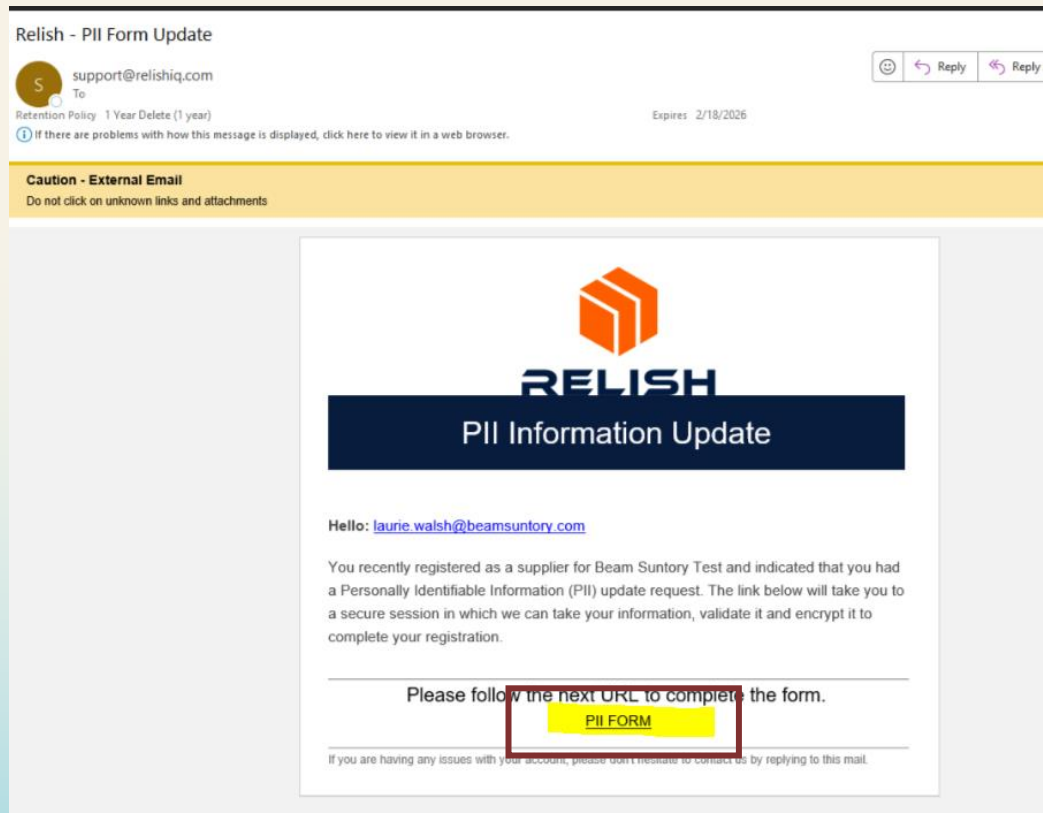 Relish - PII Form Update
S
support@relishiq.com
To
Reply
Reply
Retention Policy 1 Year Delete (1 year)
Expires 2/18/2026
If there are problems with how this message is displayed, click here to view it in a web browser.
Caution - External Email
Do not click on unknown links and attachments
RELISH
PII Information Update
Hello: laurie.walsh@beamsuntory.com
You recently registered as a supplier for Beam Suntory Test and indicated that you had
a Personally Identifiable Information (PII) update request. The link below will take you to
a secure session in which we can take your information, validate it and encrypt it to
complete your registration.
Please follow the next URL to complete the form.
PII FORM
If you are having any issues with your account, please don't hesitate to contact us by replying to this mail.